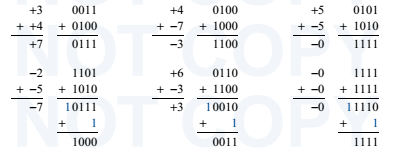 +3 0011 +4 0100 +5 0101
+ +4 + 0100 + −7 + 1000 + −5 + 1010
+7 0111 −3 1100 −0 1111
−2 1101 +6 0110 −0 1111
+ −5 + 1010 + −3 + 1100 + −0 + 1111
−7 10111 +3 10010 −0 11110
+ 1 + 1 + 1
1000 0011 1111
NOT COPY
NOT COPY